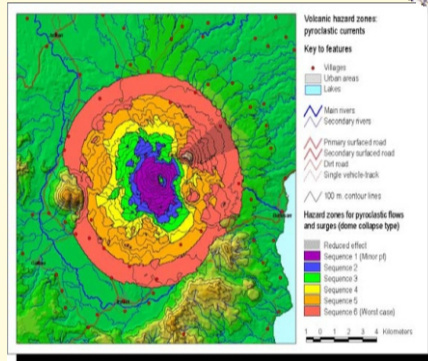 Volcanic hazard zones:
pyroclastic currents
Key to features
Villages
Urban areas
Lakes
Main rivers
Secondary rivers
Primary surfaced road
Secondary surfaced road
Dirt road
Single vehicle-track
100 m. contour lines
Hazard zones for pyroclastic flows
and surges (dome collapse type)
Reduced effect
Sequence 1 (Minor pf)
Sequence 2
Sequence 3
Sequence 4
Sequence 5
Sequence 6 (Worst case)
1 0 1 2 3 4 Kilometers